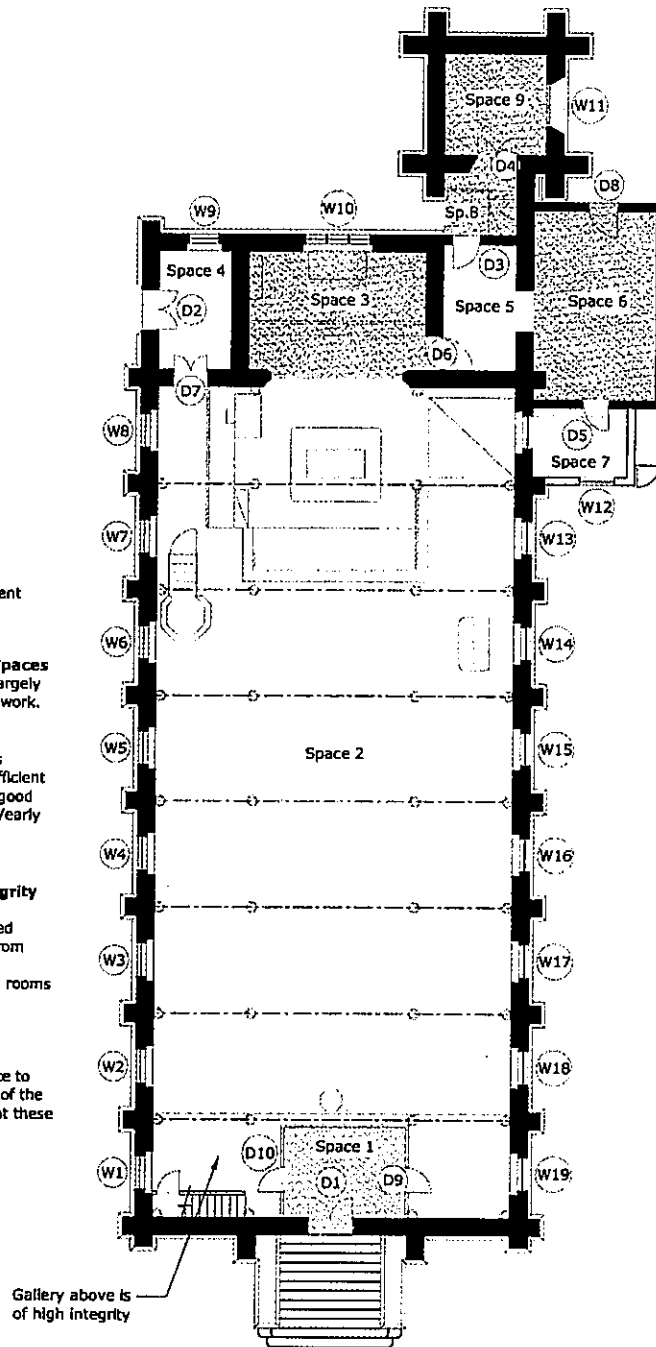 Space 9
W11
D4
D8
W9
W10
Sp.8
Space 4
D3
D2
Space 3
Space 5
Space 6
D6
D7
W8
D5
Space 7
W12
W7
W13
W6
W14
W5
Space 2
W15
W4
W16
W3
W17
W2
W18
Space 1
D10
W1
D1
D9
W19
ent
paces
argely
work.
s
fficient
good
/early
grity
ed
rom
rooms
ce to
of the
at these
Gallery above is
of high integrity